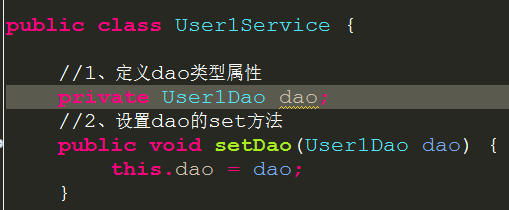 public class User1Service {
//1、定义dao类型属性
private User1Dao dao;
//2、设置dao的set方法
public void setDao(User1Dao dao) {
this.dao = dao;
}